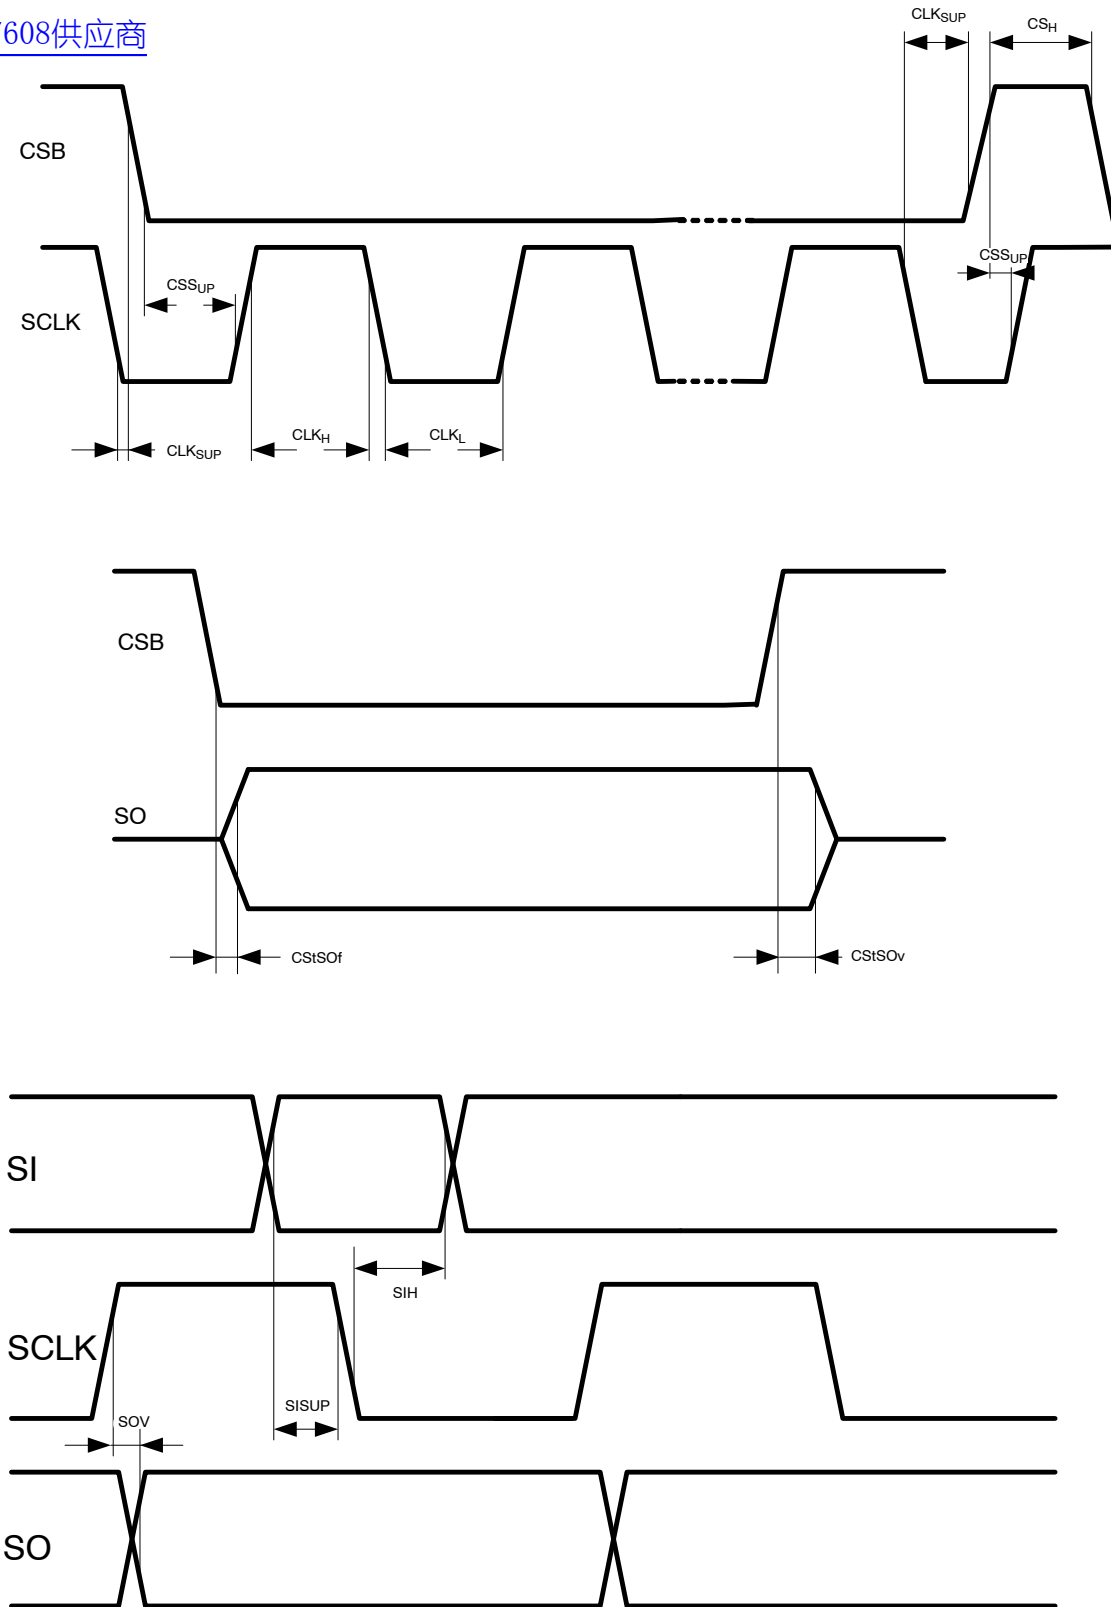 7608供应商
CLKSUP
CSH
CSB
CSSUP
CSSUP
SCLK
CLKH
CLKL
CLKSUP
CSB
SO
CStSOf
CStSOv
SI
SIH
SCLK
SISUP
SOV
SO